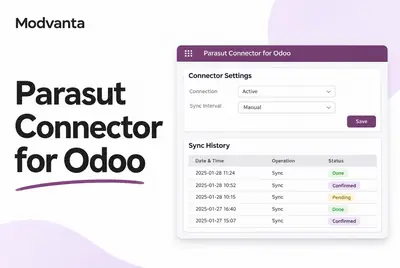 Modvanta
Parasut
Connector
for Odoo
Parasut Connector for Odoo
Connector Settings
Connection Active
Sync Interval Manual
Save
Sync History
Date & Time Operation Status
2025-01-28 11:24 Sync Done
2025-01-28 10:52 Sync Confirmed
2025-01-28 10:15 Sync Pending
2025-01-27 16:40 Sync Done
2025-01-27 15:07 Sync Confirmed